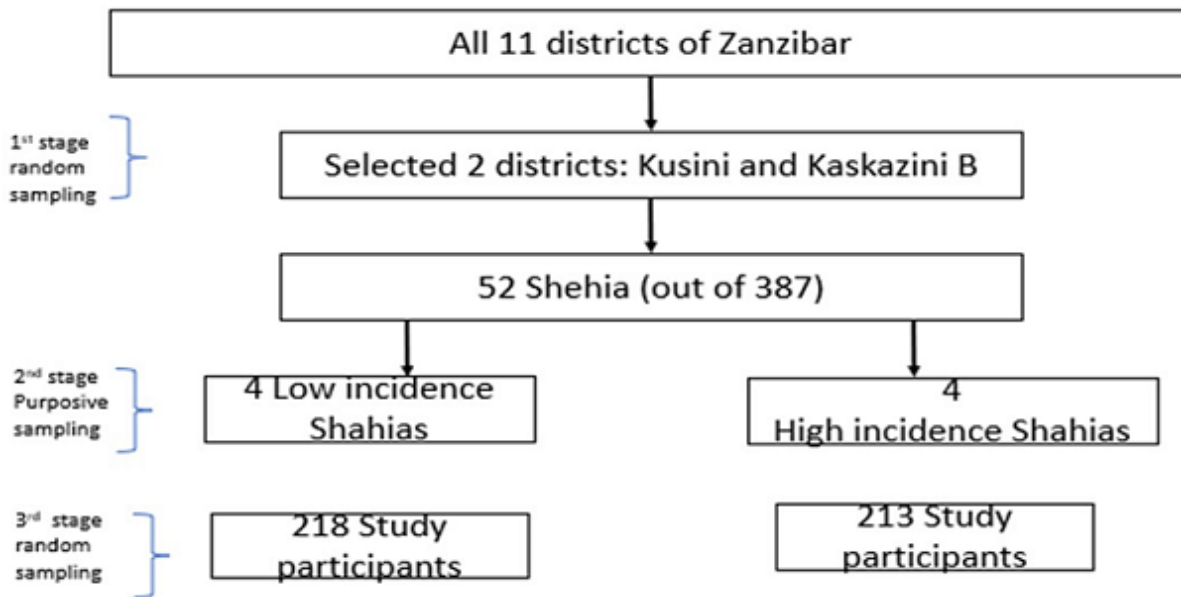 All 11 districts of Zanzibar
1st stage
random
sampling
Selected 2 districts: Kusini and Kaskazini B
52 Shehia (out of 387)
2nd stage
Purposive
sampling
4 Low incidence
Shahias
4
High incidence Shahias
3rd stage
random
sampling
218 Study
participants
213 Study
participants